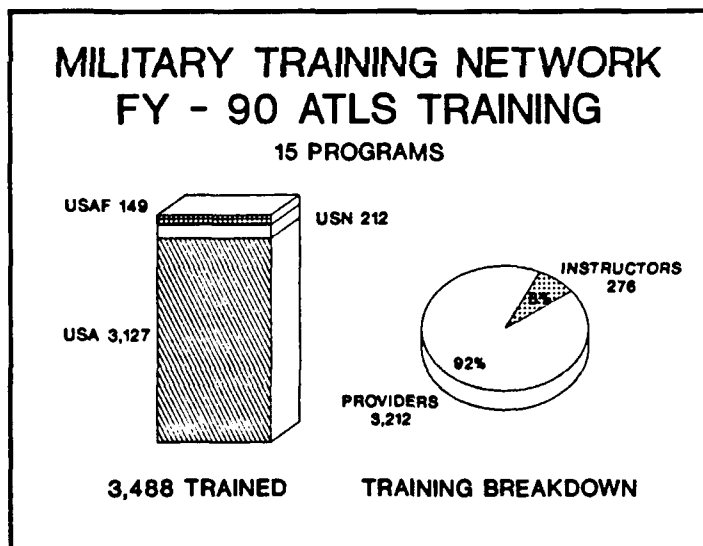 MILITARY TRAINING NETWORK
FY - 90 ATLS TRAINING
15 PROGRAMS
USAF 149
USN 212
USA 3,127
3,488 TRAINED
INSTRUCTORS
276
8%
92%
PROVIDERS
3,212
TRAINING BREAKDOWN